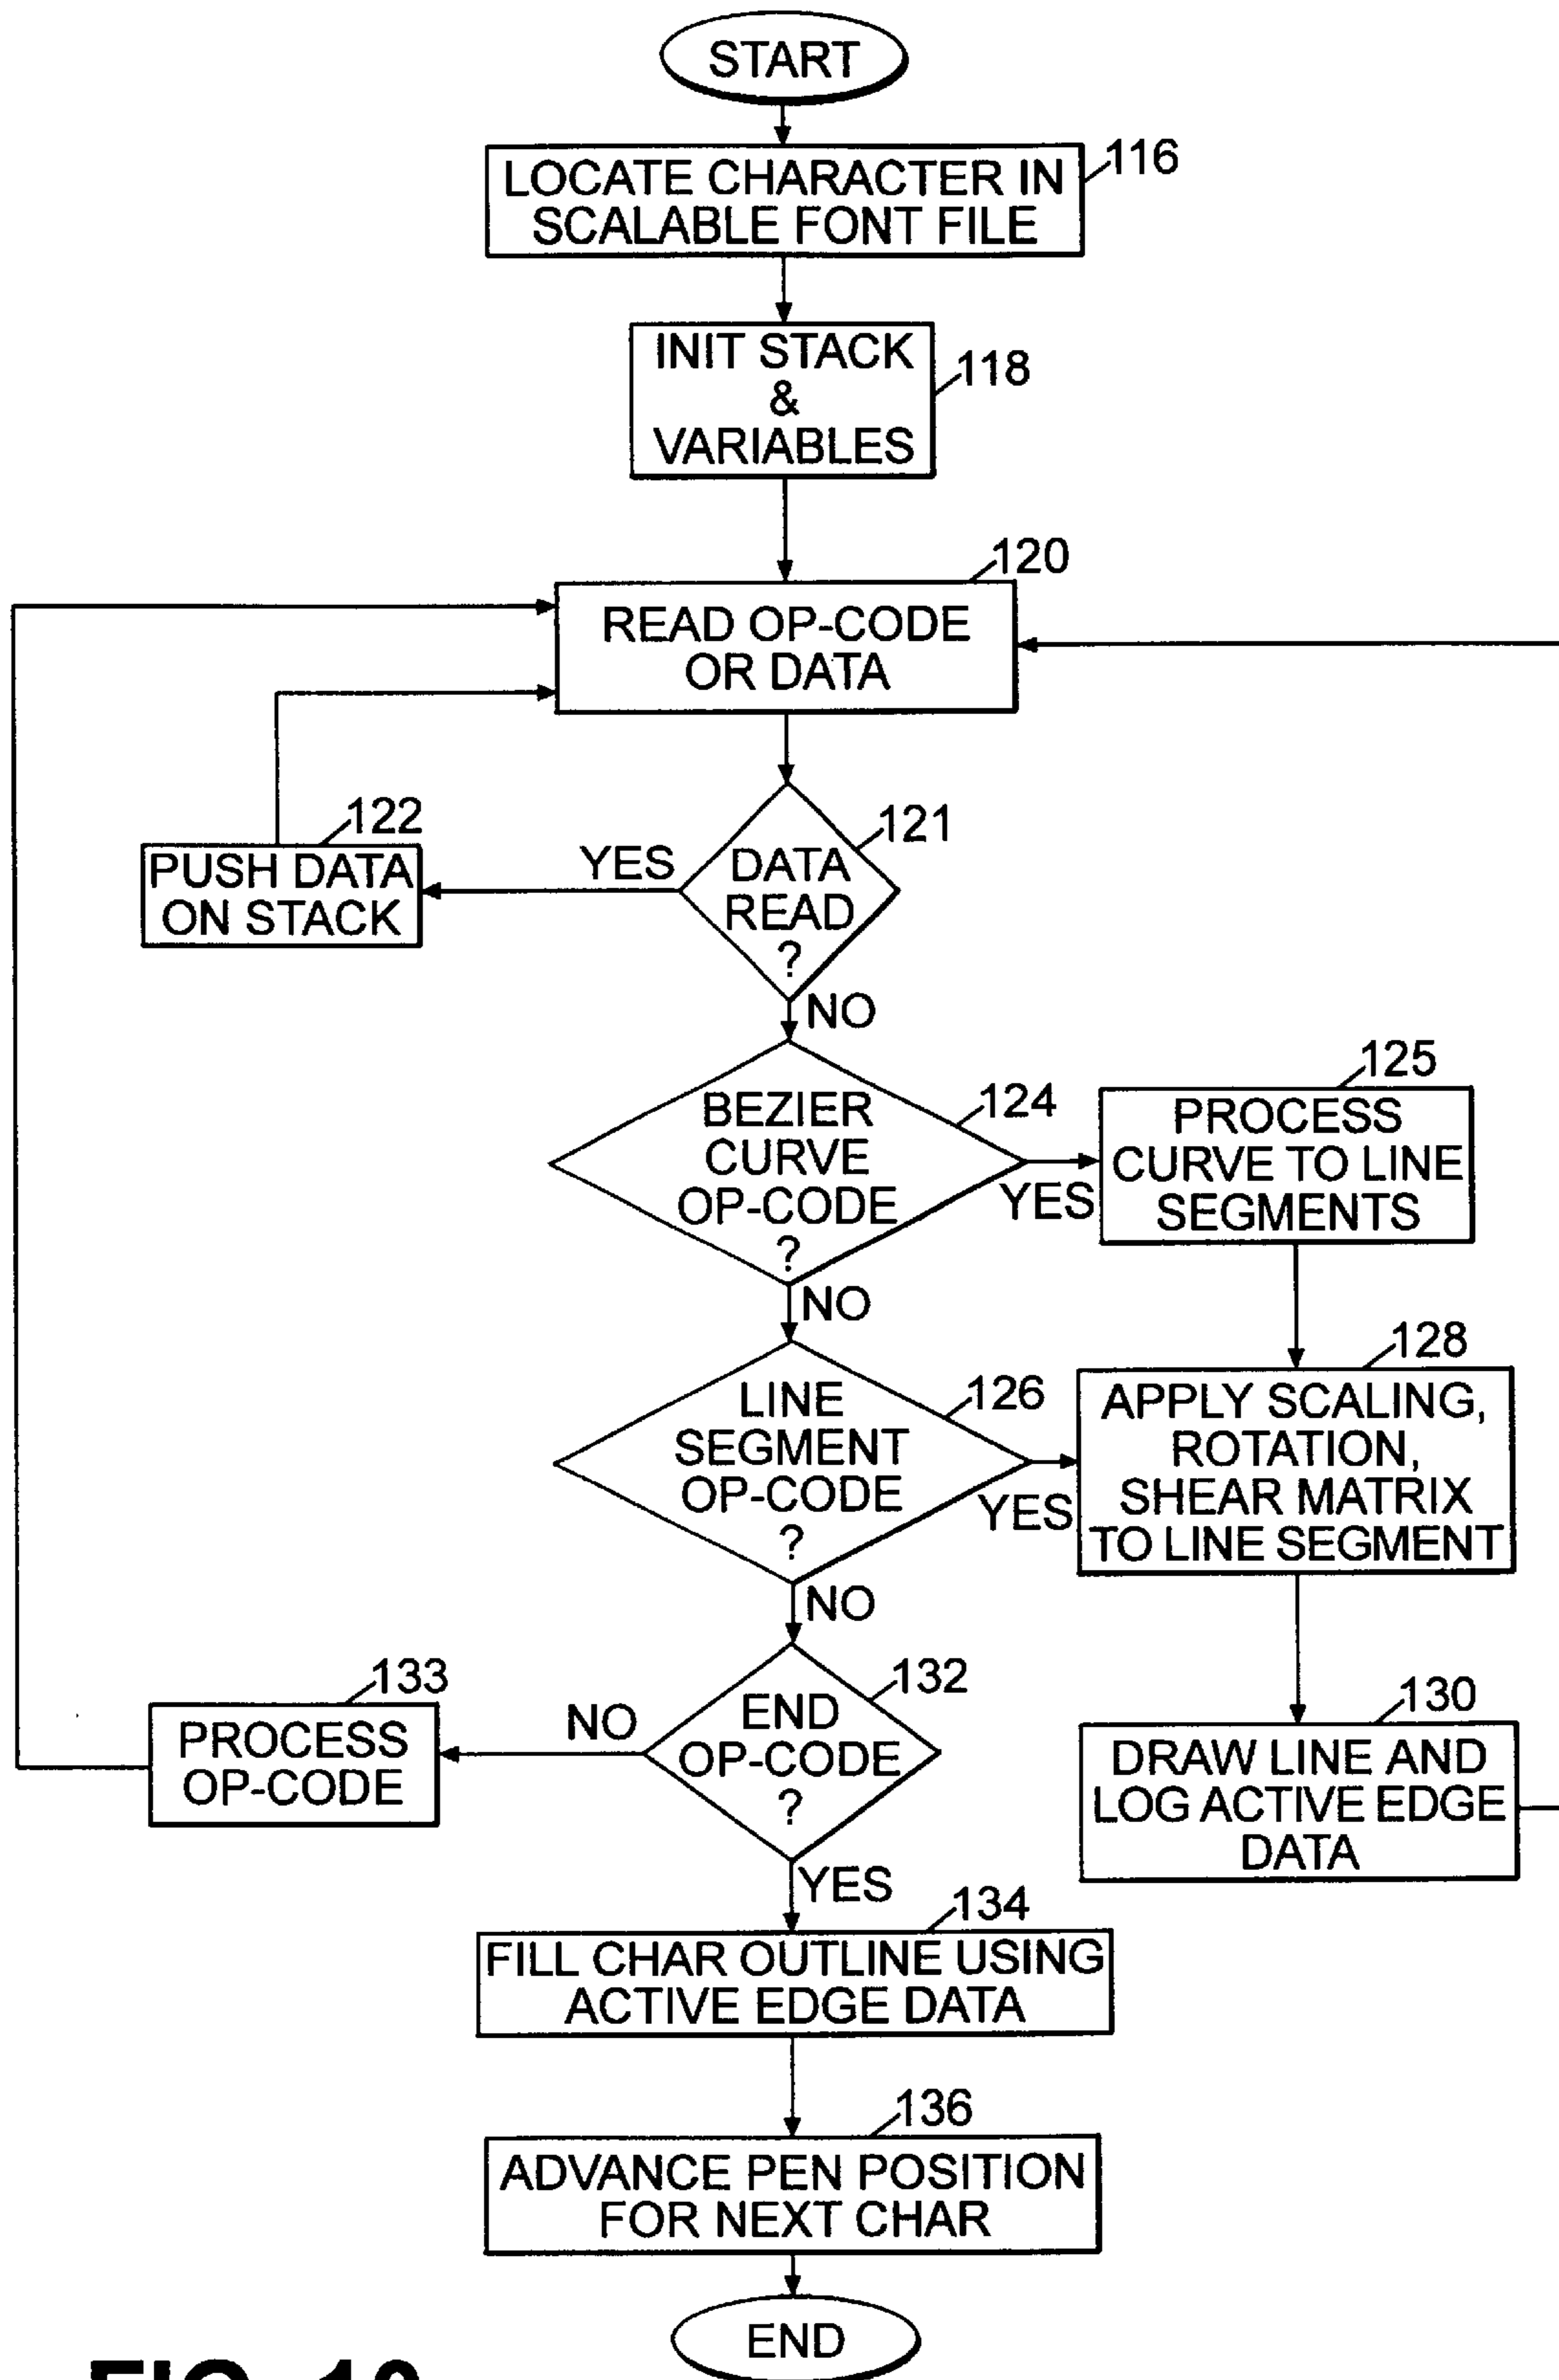 START
116
LOCATE CHARACTER IN
SCALABLE FONT FILE
INIT STACK
&
VARIABLES
118
120
READ OP-CODE
OR DATA
121
DATA
READ
?
YES
122
PUSH DATA
ON STACK
NO
124
BEZIER
CURVE
OP-CODE
?
YES
125
PROCESS
CURVE TO LINE
SEGMENTS
NO
126
LINE
SEGMENT
OP-CODE
?
YES
128
APPLY SCALING,
ROTATION,
SHEAR MATRIX
TO LINE SEGMENT
NO
130
DRAW LINE AND
LOG ACTIVE EDGE
DATA
132
END
OP-CODE
?
NO
133
PROCESS
OP-CODE
YES
134
FILL CHAR OUTLINE USING
ACTIVE EDGE DATA
136
ADVANCE PEN POSITION
FOR NEXT CHAR
END